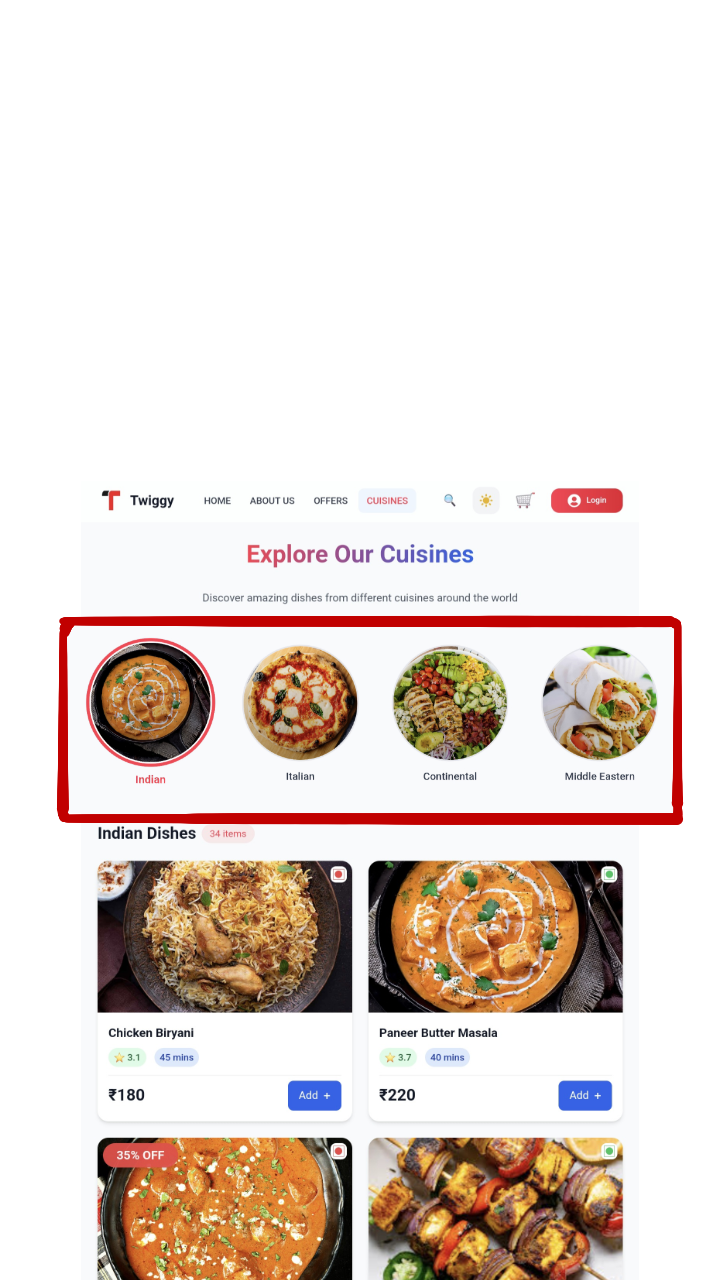 Twiggy HOME ABOUT US OFFERS CUISINES Login
Explore Our Cuisines
Discover amazing dishes from different cuisines around the world
Indian Italian Continental Middle Eastern
Indian Dishes 34 items
Chicken Biryani
3.1 45 mins
₹180 Add +
Paneer Butter Masala
3.7 40 mins
₹220 Add +
35% OFF